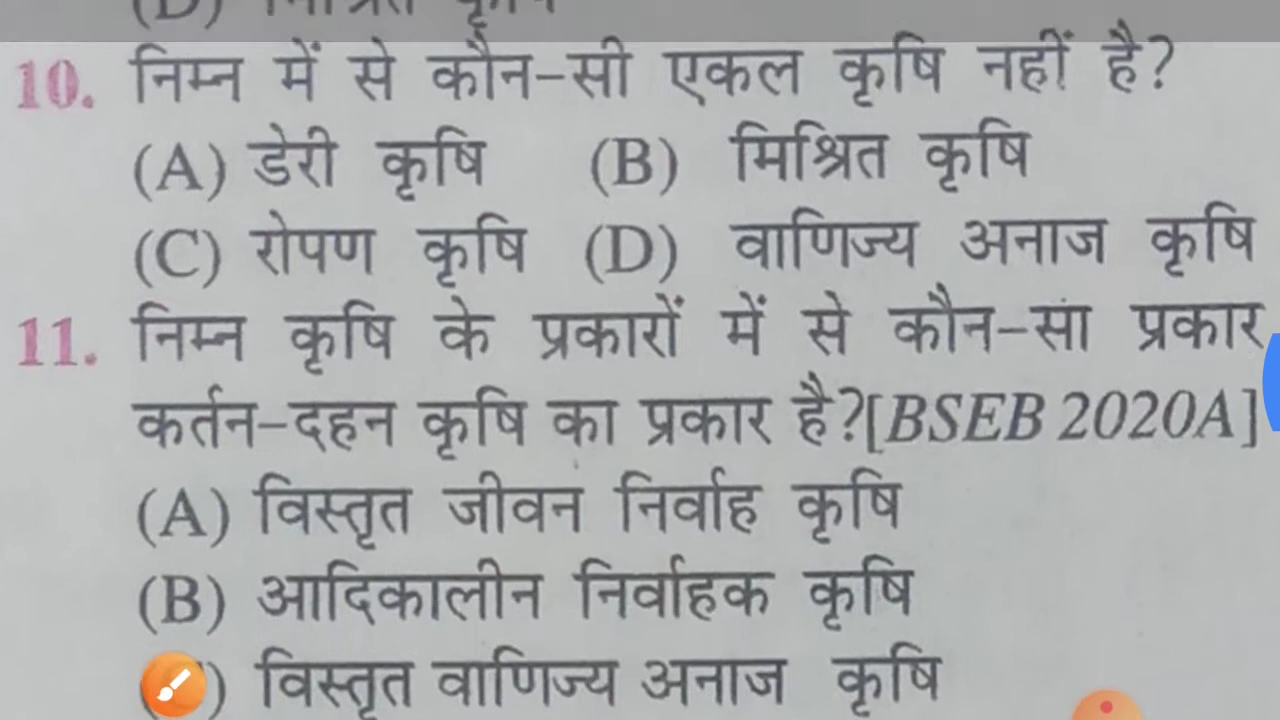 10. निम्न में से कौन-सी एकल कृषि नहीं है?
(A) डेरी कृषि (B) मिश्रित कृषि
(C) रोपण कृषि (D) वाणिज्य अनाज कृषि
11. निम्न कृषि के प्रकारों में से कौन-सा प्रकार
कर्तन-दहन कृषि का प्रकार है?[BSEB 2020A]
(A) विस्तृत जीवन निर्वाह कृषि
(B) आदिकालीन निर्वाहक कृषि
) विस्तृत वाणिज्य अनाज कृषि